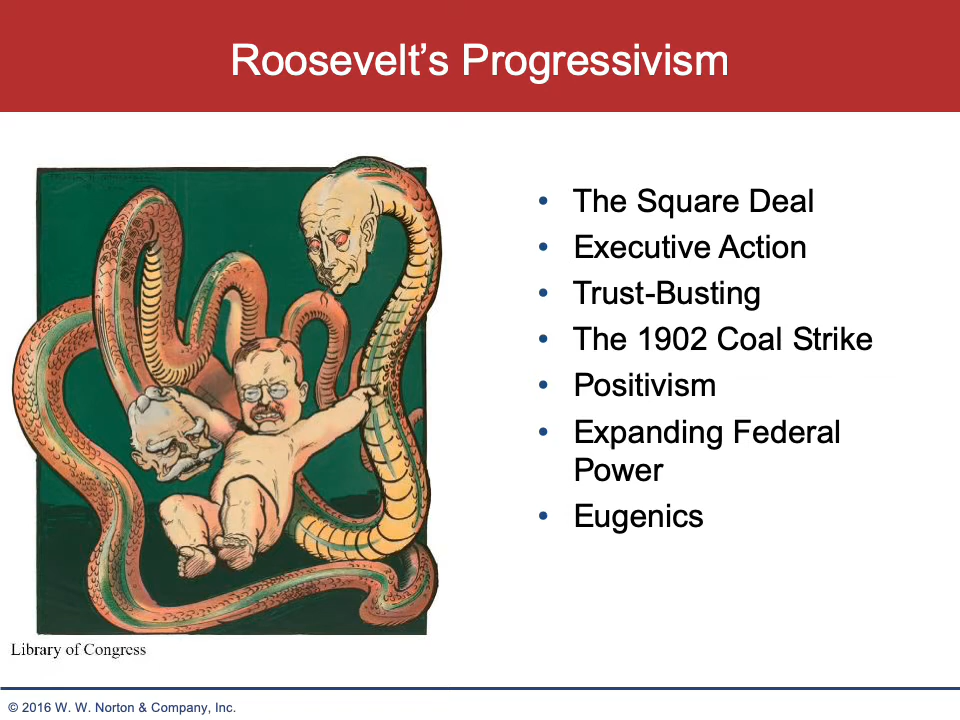 Roosevelt’s Progressivism
• The Square Deal
• Executive Action
• Trust-Busting
• The 1902 Coal Strike
• Positivism
• Expanding Federal
Power
• Eugenics
Library of Congress
© 2016 W. W. Norton & Company, Inc.